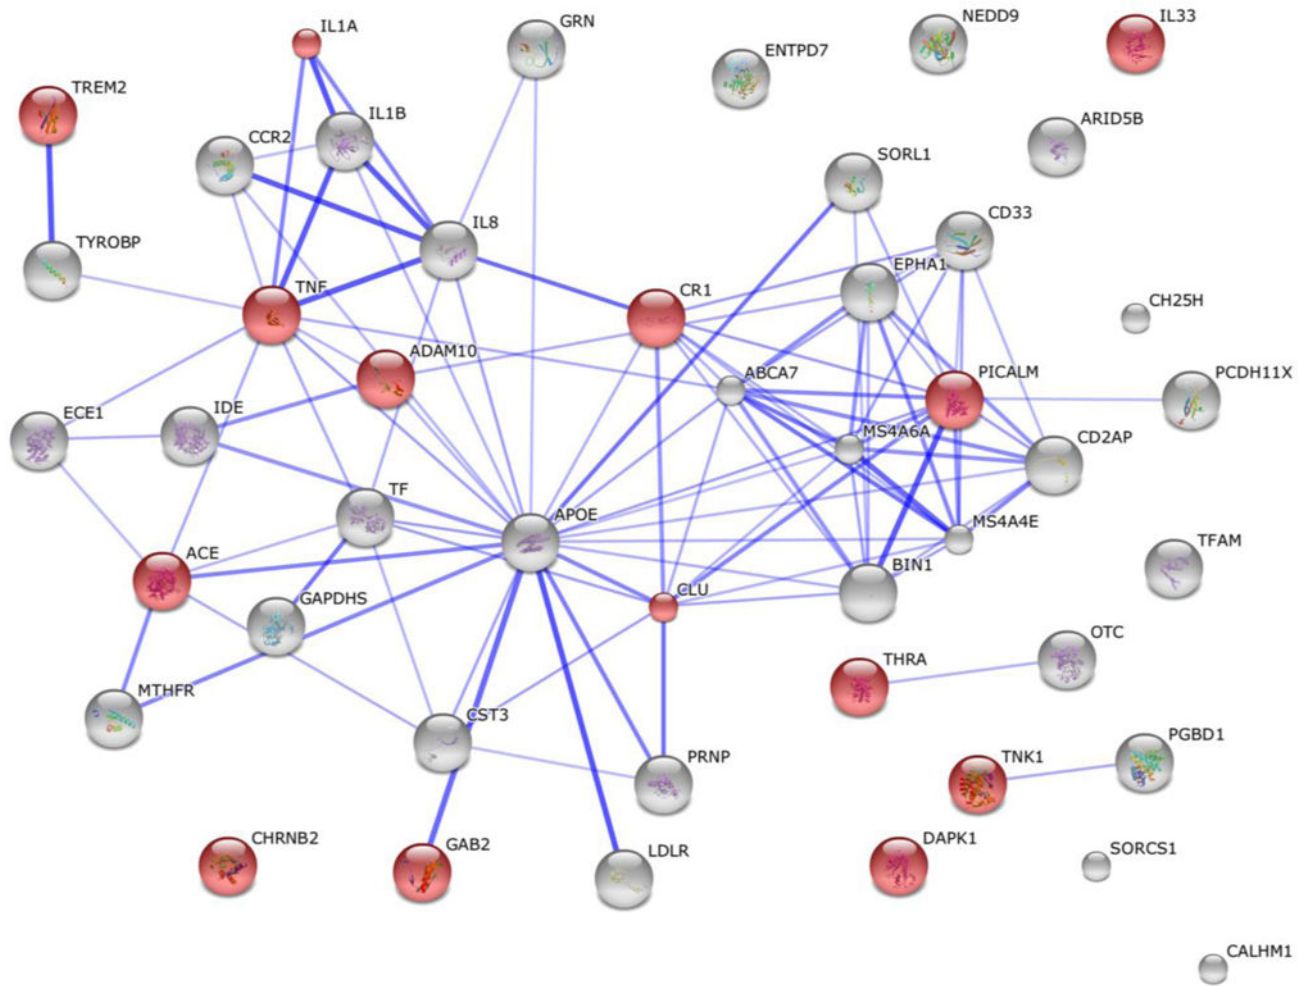 IL1A
GRN
NEDD9
IL33
ENTPD7
TREM2
IL1B
CCR2
ARID5B
SORL1
CD33
TYROBP
IL8
EPHA1
TNF
CR1
CH25H
ADAM10
ABCA7
PICALM
PCDH11X
ECE1
IDE
MS4A6A
CD2AP
TF
APOE
MS4A4E
TFAM
ACE
BIN1
CLU
GAPDHS
OTC
THRA
MTHFR
CST3
PGBD1
PRNP
TNK1
CHRNB2
GAB2
LDLR
DAPK1
SORCS1
CALHM1